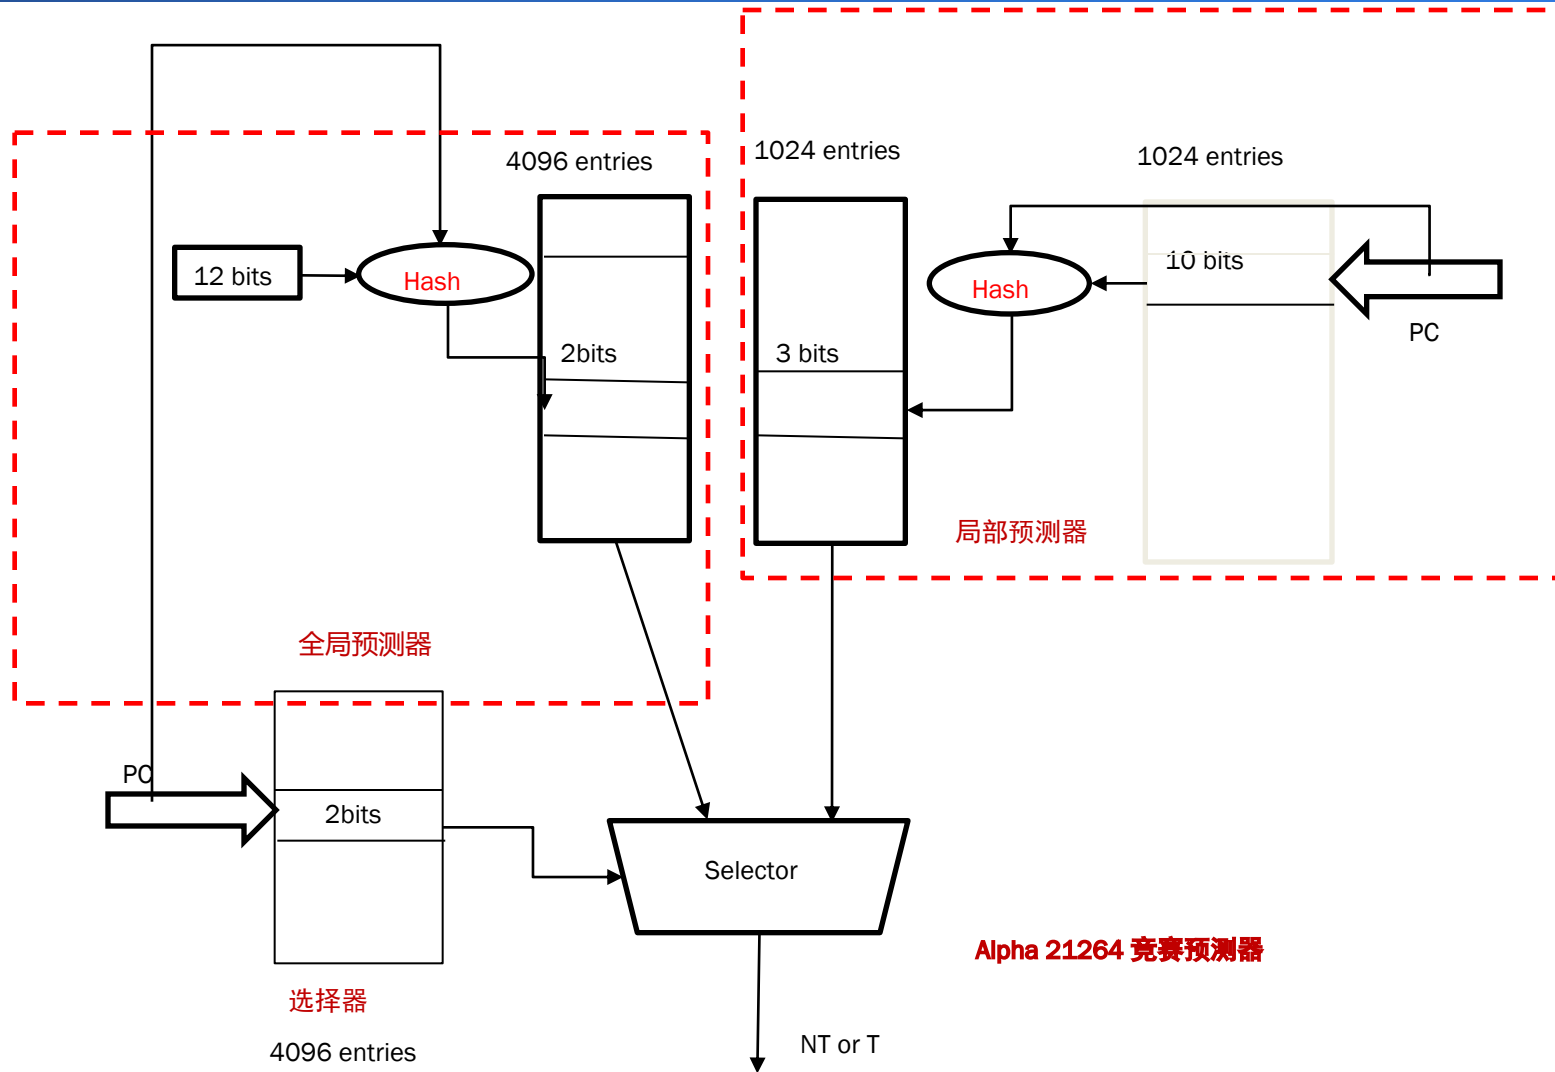 1024 entries
1024 entries
4096 entries
10 bits
12 bits
Hash
Hash
PC
2bits
3 bits
局部预测器
全局预测器
PC
2bits
Selector
Alpha 21264 竞赛预测器
选择器
NT or T
4096 entries